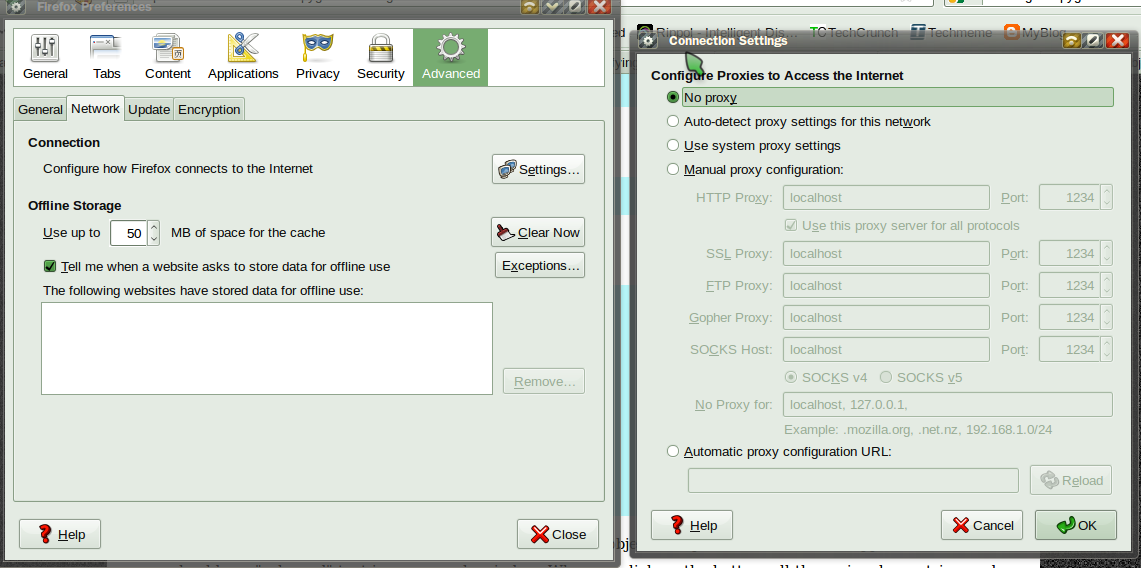 Firefox Preferences
General
Tabs
Content
Applications
Privacy
Security
Advanced
General
Network
Update
Encryption
Connection
Configure how Firefox connects to the Internet
Settings...
Offline Storage
Use up to 50 MB of space for the cache
Clear Now
Tell me when a website asks to store data for offline use
Exceptions...
The following websites have stored data for offline use:
Remove...
Help
Close
TechCrunch
Techmeme
MyBlog
Connection Settings
Configure Proxies to Access the Internet
No proxy
Auto-detect proxy settings for this network
Use system proxy settings
Manual proxy configuration:
HTTP Proxy: localhost Port: 1234
Use this proxy server for all protocols
SSL Proxy: localhost Port: 1234
FTP Proxy: localhost Port: 1234
Gopher Proxy: localhost Port: 1234
SOCKS Host: localhost Port: 1234
SOCKS v4 SOCKS v5
No Proxy for: localhost, 127.0.0.1,
Example: .mozilla.org, .net.nz, 192.168.1.0/24
Automatic proxy configuration URL:
Reload
Help
Cancel
OK